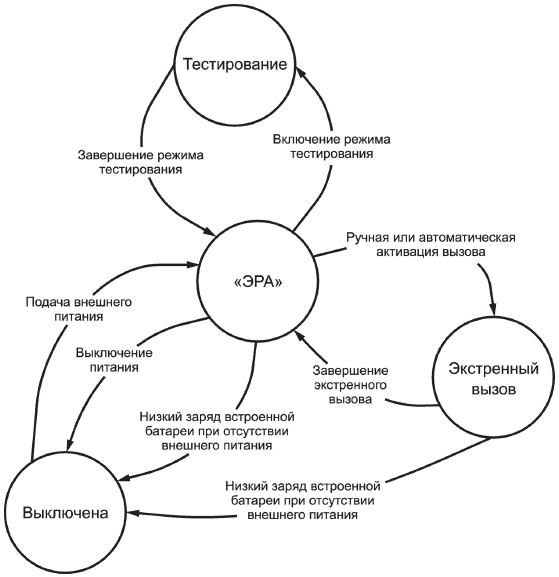 Тестирование
Завершение режима
тестирования
Включение режима
тестирования
«ЭРА»
Ручная или автоматическая
активация вызова
Подача внешнего
питания
Выключение
питания
Завершение
экстренного
вызова
Экстренный
вызов
Низкий заряд встроенной
батареи при отсутствии
внешнего питания
Выключена
Низкий заряд встроенной
батареи при отсутствии
внешнего питания